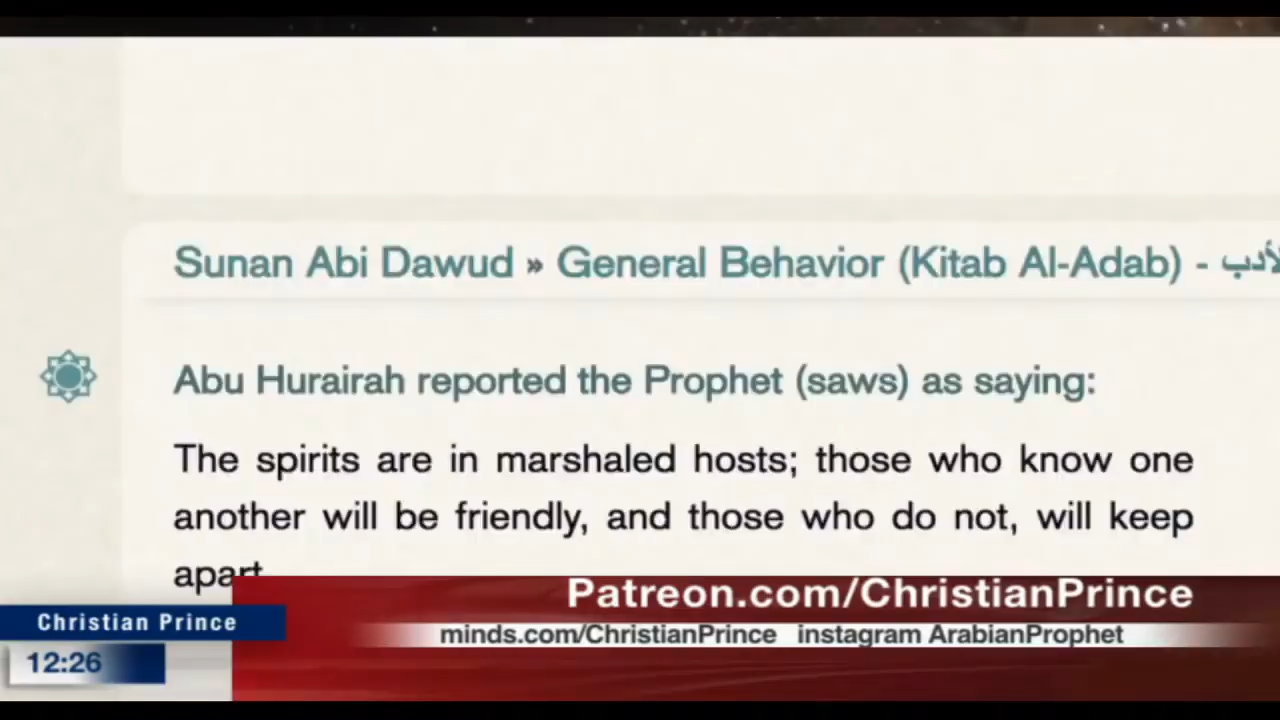 Sunan Abi Dawud » General Behavior (Kitab Al-Adab) -
Abu Hurairah reported the Prophet (saws) as saying:
The spirits are in marshaled hosts; those who know one
another will be friendly, and those who do not, will keep
apart
Patreon.com/ChristianPrince
Christian Prince
minds.com/ChristianPrince instagram ArabianProphet
12:26